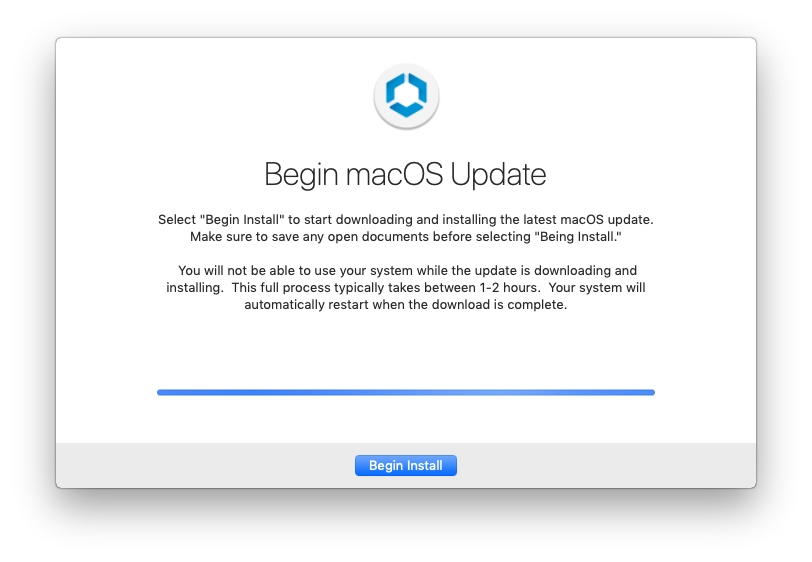 Begin macOS Update
Select "Begin Install" to start downloading and installing the latest macOS update.
Make sure to save any open documents before selecting "Being Install."
You will not be able to use your system while the update is downloading and
installing.  This full process typically takes between 1-2 hours.  Your system will
automatically restart when the download is complete.
Begin Install